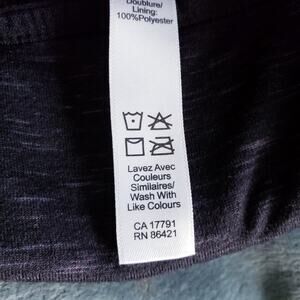 Doublure/
Lining:
100%Polyester
Lavez Avec
Couleurs
Similaires/
Wash With
Like Colours
CA 17791
RN 86421